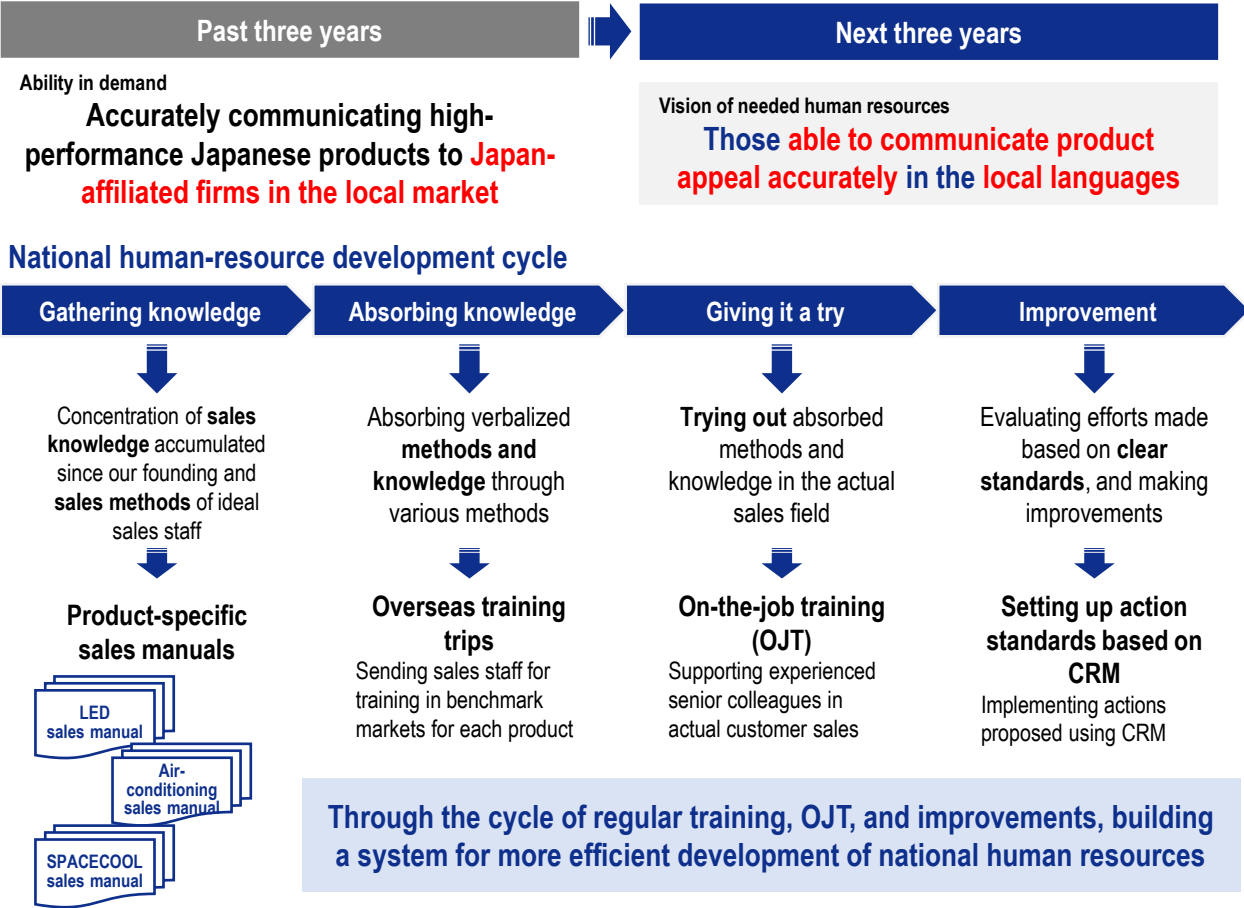 Past three years
Next three years
Ability in demand
Accurately communicating high-
performance Japanese products to Japan-
affiliated firms in the local market
Vision of needed human resources
Those able to communicate product
appeal accurately in the local languages
National human-resource development cycle
Gathering knowledge
Absorbing knowledge
Giving it a try
Improvement
Concentration of sales
knowledge accumulated
since our founding and
sales methods of ideal
sales staff
Absorbing verbalized
methods and
knowledge through
various methods
Trying out absorbed
methods and
knowledge in the actual
sales field
Evaluating efforts made
based on clear
standards, and making
improvements
Product-specific
sales manuals
LED
sales manual
Air-
conditioning
sales manual
SPACECOOL
sales manual
Overseas training
trips
Sending sales staff for
training in benchmark
markets for each product
On-the-job training
(OJT)
Supporting experienced
senior colleagues in
actual customer sales
Setting up action
standards based on
CRM
Implementing actions
proposed using CRM
Through the cycle of regular training, OJT, and improvements, building
a system for more efficient development of national human resources